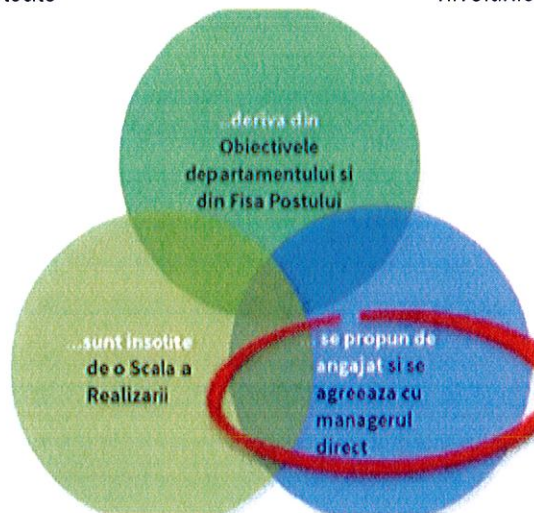 ...deriva din
Obiectivele
departamentului si
din Fisa Postului
...sunt insotite
de o Scala a
Realizarii
... se propun de
angajat si se
agreeaza cu
managerul
direct